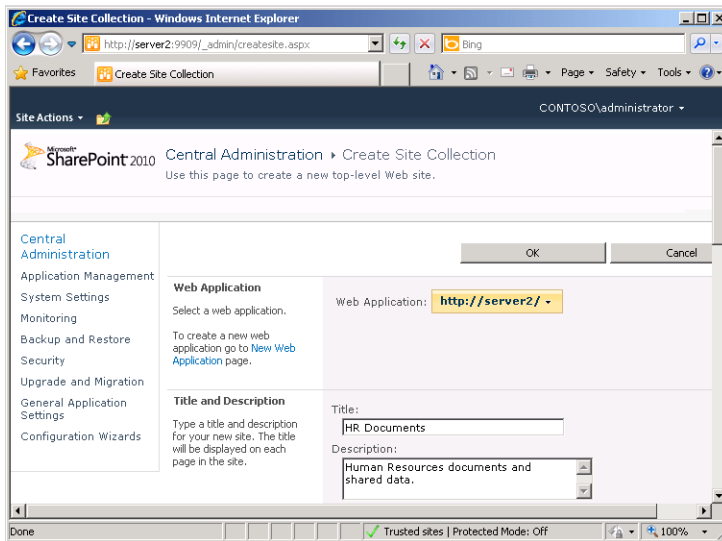 Create Site Collection - Windows Internet Explorer
http://server2:9909/_admin/createsite.aspx
Bing
Favorites
Create Site Collection
Page
Safety
Tools
CONTOSO\administrator
Site Actions
Microsoft
SharePoint 2010
Central Administration
Create Site Collection
Use this page to create a new top-level Web site.
Central
Administration
Application Management
System Settings
Monitoring
Backup and Restore
Security
Upgrade and Migration
General Application
Settings
Configuration Wizards
OK
Cancel
Web Application
Select a web application.
To create a new web
application go to New Web
Application page.
Web Application:
http://server2/
Title and Description
Type a title and description
for your new site. The title
will be displayed on each
page in the site.
Title:
HR Documents
Description:
Human Resources documents and
shared data.
Done
Trusted sites | Protected Mode: Off
100%